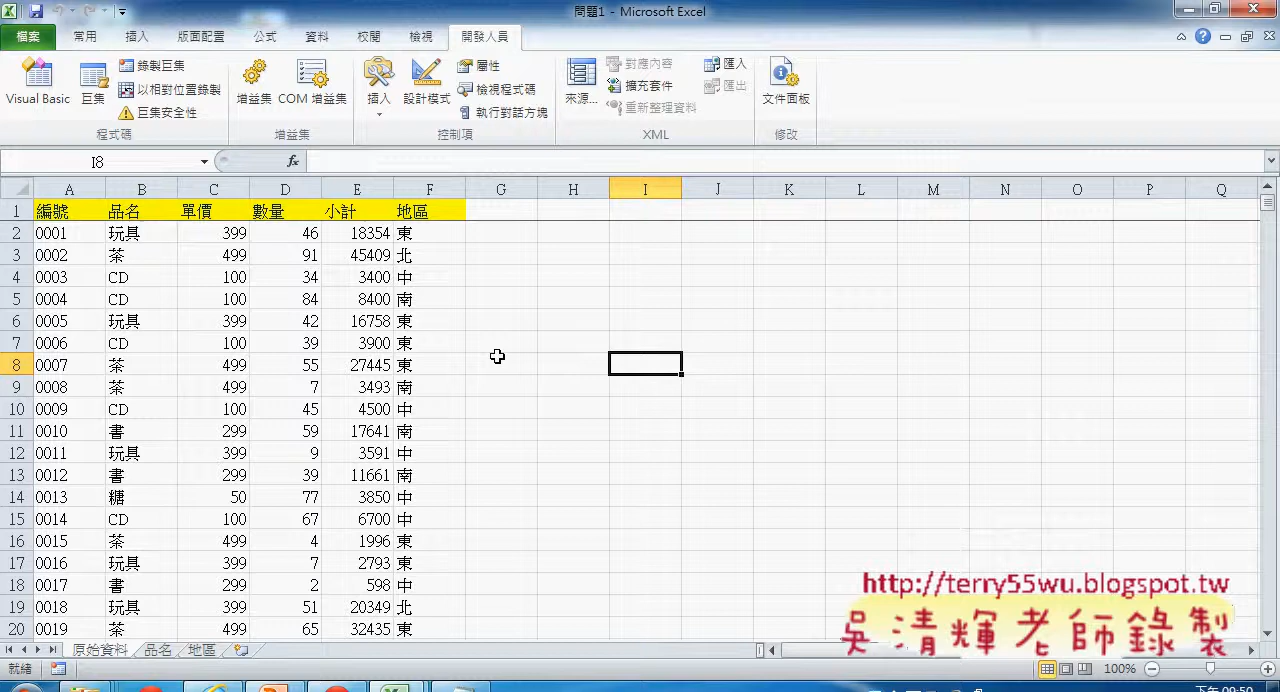 問題1 - Microsoft Excel
檔案 常用 插入 版面配置 公式 資料 校閱 檢視 開發人員
Visual Basic 巨集 錄製巨集 以相對位置錄製 巨集安全性 程式碼
增益集 COM 增益集 增益集
插入 設計模式 屬性 檢視程式碼 執行對話方塊 控制項
來源... 對應內容 擴充套件 重新整理資料 匯入 匯出 XML
文件面板 修改
I8 fx
A B C D E F G H I J K L M N O P Q
1 編號 品名 單價 數量 小計 地區
2 0001 玩具 399 46 18354 東
3 0002 茶 499 91 45409 北
4 0003 CD 100 34 3400 中
5 0004 CD 100 84 8400 南
6 0005 玩具 399 42 16758 東
7 0006 CD 100 39 3900 東
8 0007 茶 499 55 27445 東
9 0008 茶 499 7 3493 南
10 0009 CD 100 45 4500 中
11 0010 書 299 59 17641 南
12 0011 玩具 399 9 3591 中
13 0012 書 299 39 11661 南
14 0013 糖 50 77 3850 中
15 0014 CD 100 67 6700 中
16 0015 茶 499 4 1996 東
17 0016 玩具 399 7 2793 東
18 0017 書 299 2 598 中
19 0018 玩具 399 51 20349 北
20 0019 茶 499 65 32435 東
http://terry55wu.blogspot.tw
吳清輝老師錄製
原始資料 品名 地區
就緒 100%
下午 09:50